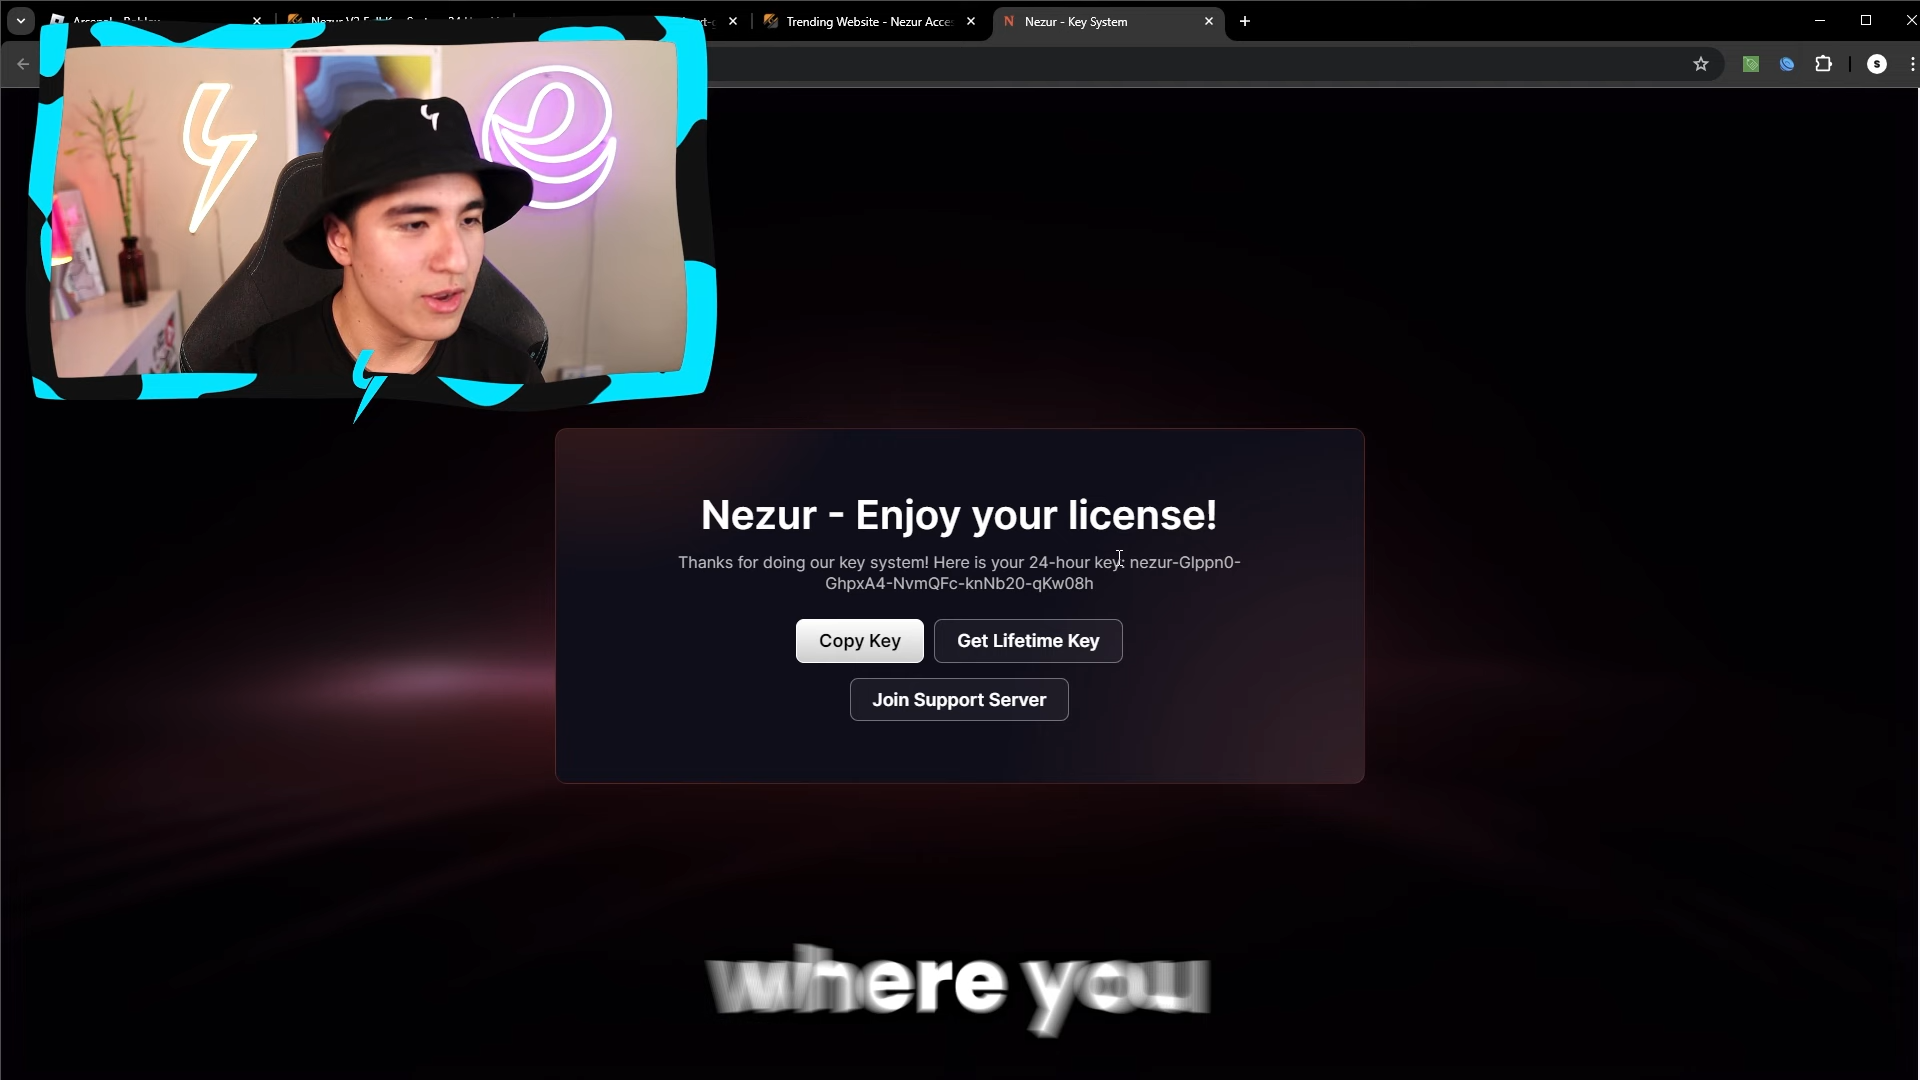 Trending Website - Nezur Acce
Nezur - Key System
S
Nezur - Enjoy your license!
Thanks for doing our key system! Here is your 24-hour key: nezur-GIppn0-
GhpxA4-NvmQFc-knNb20-qKw08h
Copy Key
Get Lifetime Key
Join Support Server
where you